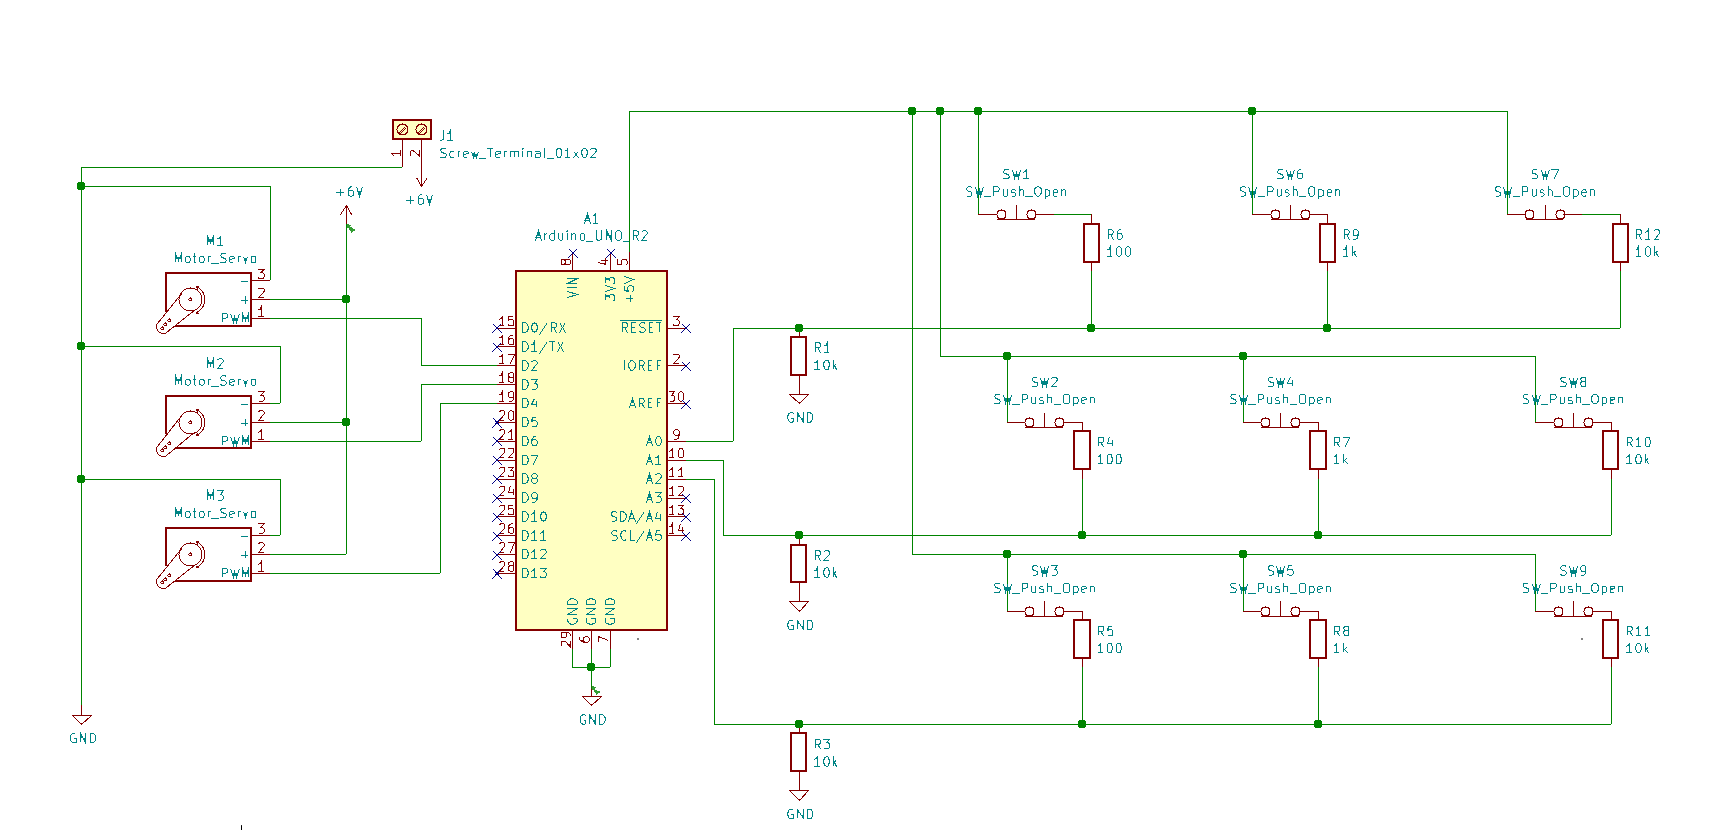 J1
Screw_Terminal_01x02
1
2
+6V
+6V
M1
Motor_Servo
-
3
+
2
PWM
1
M2
Motor_Servo
-
3
+
2
PWM
1
M3
Motor_Servo
-
3
+
2
PWM
1
GND
A1
Arduino_UNO_R2
8
4
5
VIN
3V3
+5V
15
D0/RX
16
D1/TX
17
D2
18
D3
19
D4
20
D5
21
D6
22
D7
23
D8
24
D9
25
D10
26
D11
27
D12
28
D13
RESET
3
IOREF
2
AREF
30
A0
9
A1
10
A2
11
A3
12
SDA/A4
13
SCL/A5
14
GND
GND
GND
29
6
7
GND
SW1
SW_Push_Open
R6
100
SW6
SW_Push_Open
R9
1k
SW7
SW_Push_Open
R12
10k
R1
10k
GND
SW2
SW_Push_Open
R4
100
SW4
SW_Push_Open
R7
1k
SW8
SW_Push_Open
R10
10k
R2
10k
GND
SW3
SW_Push_Open
R5
100
SW5
SW_Push_Open
R8
1k
SW9
SW_Push_Open
R11
10k
R3
10k
GND